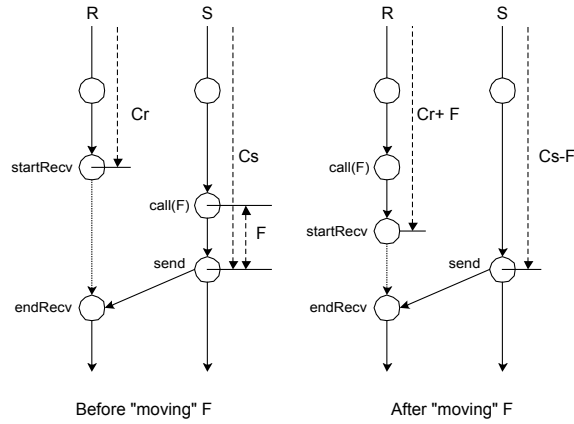 R
S
Cr
Cs
startRecv
call(F)
F
send
endRecv
Before "moving" F
R
S
Cr+ F
Cs-F
call(F)
startRecv
send
endRecv
After "moving" F